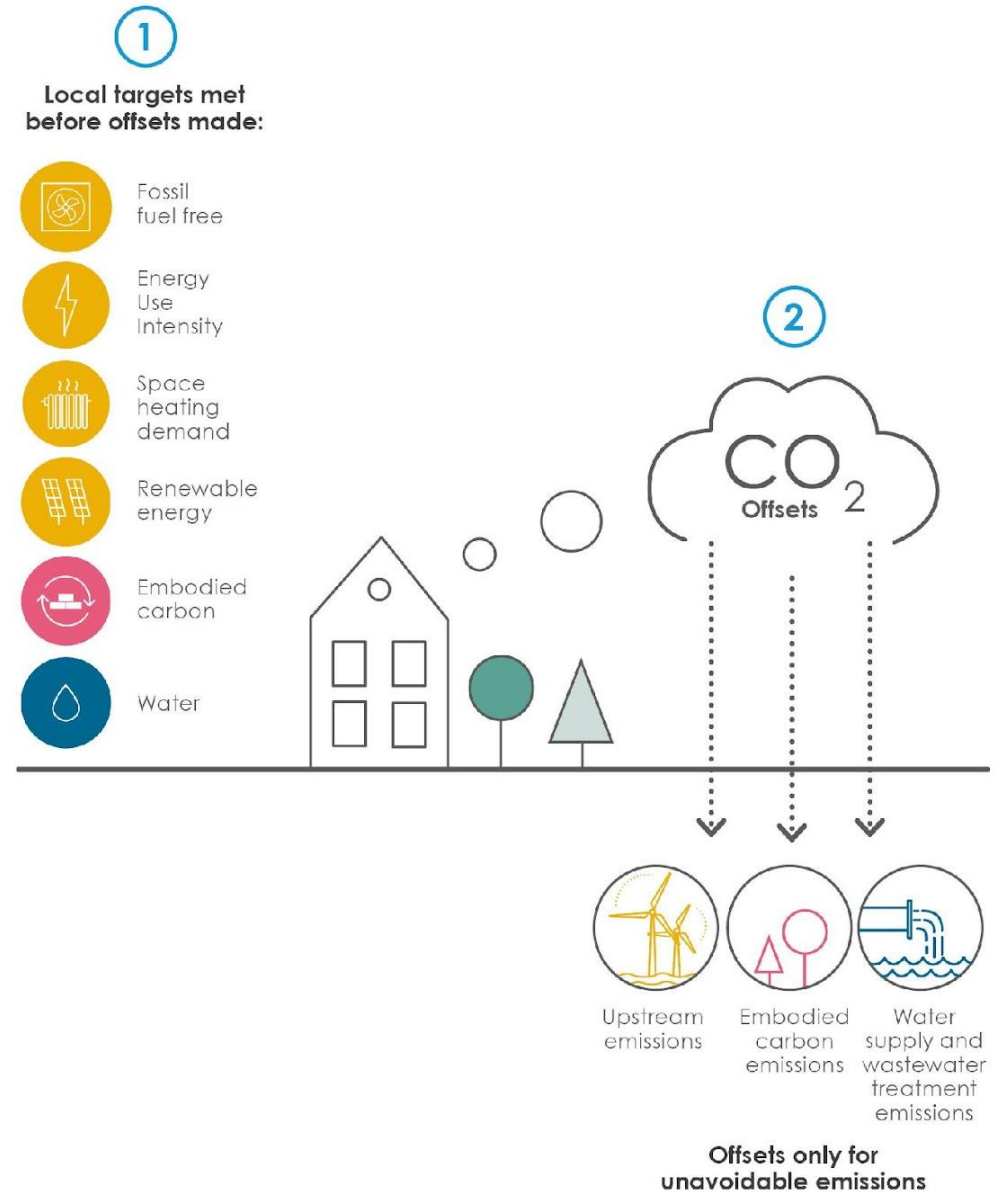 1
Local targets met
before offsets made:
Fossil
fuel free
Energy
Use
Intensity
Space
heating
demand
Renewable
energy
Embodied
carbon
Water
2
CO2
Offsets
Upstream
emissions
Embodied
carbon
emissions
Water
supply and
wastewater
treatment
emissions
Offsets only for
unavoidable emissions